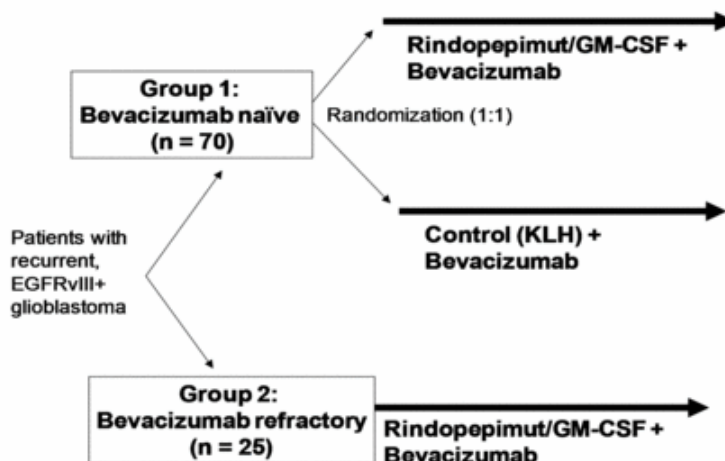 Rindopepimut/GM-CSF +
Bevacizumab
Group 1:
Bevacizumab naïve
(n = 70)
Randomization (1:1)
Control (KLH) +
Bevacizumab
Patients with
recurrent,
EGFRvIII+
glioblastoma
Group 2:
Bevacizumab refractory
(n = 25)
Rindopepimut/GM-CSF +
Bevacizumab